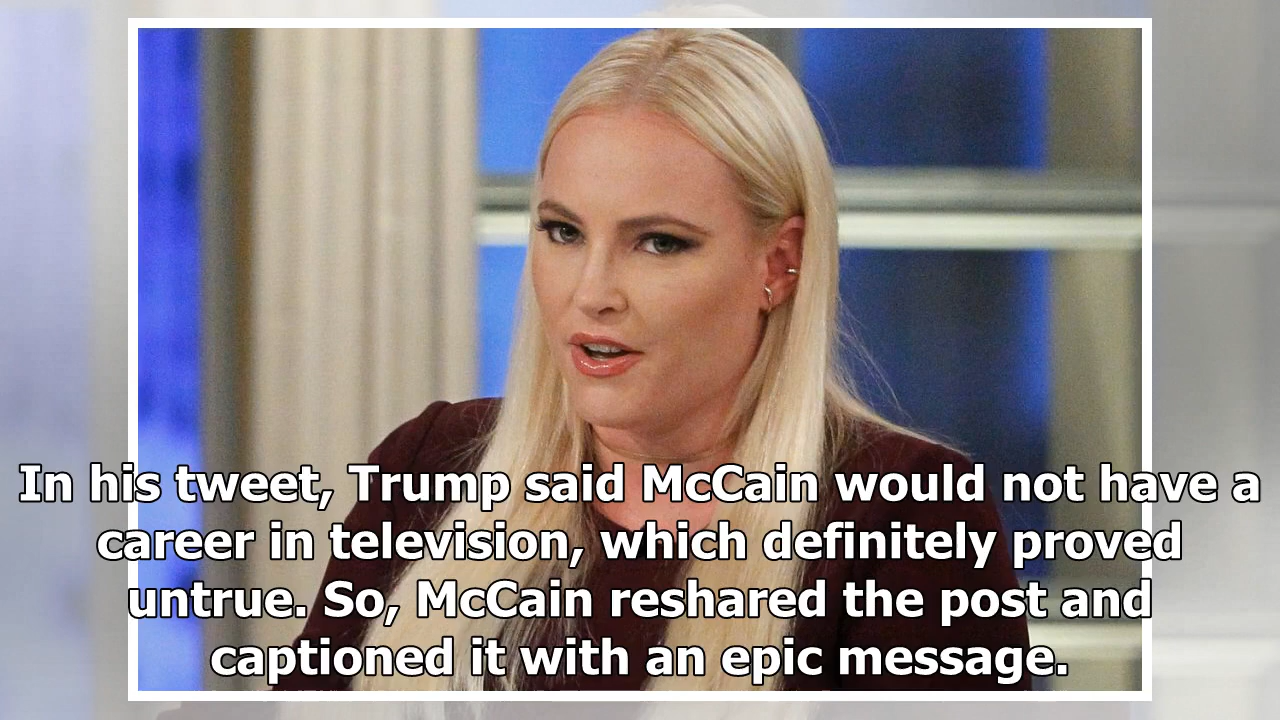 In his tweet, Trump said McCain would not have a
career in television, which definitely proved
untrue. So, McCain reshared the post and
captioned it with an epic message.